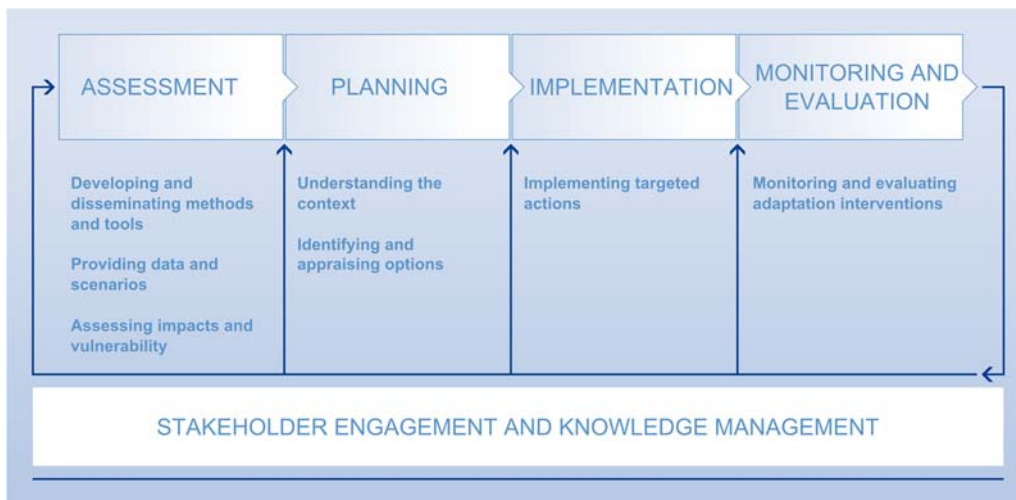 ASSESSMENT
PLANNING
IMPLEMENTATION
MONITORING AND
EVALUATION
Developing and
disseminating methods
and tools
Providing data and
scenarios
Assessing impacts and
vulnerability
Understanding the
context
Identifying and
appraising options
Implementing targeted
actions
Monitoring and evaluating
adaptation interventions
STAKEHOLDER ENGAGEMENT AND KNOWLEDGE MANAGEMENT